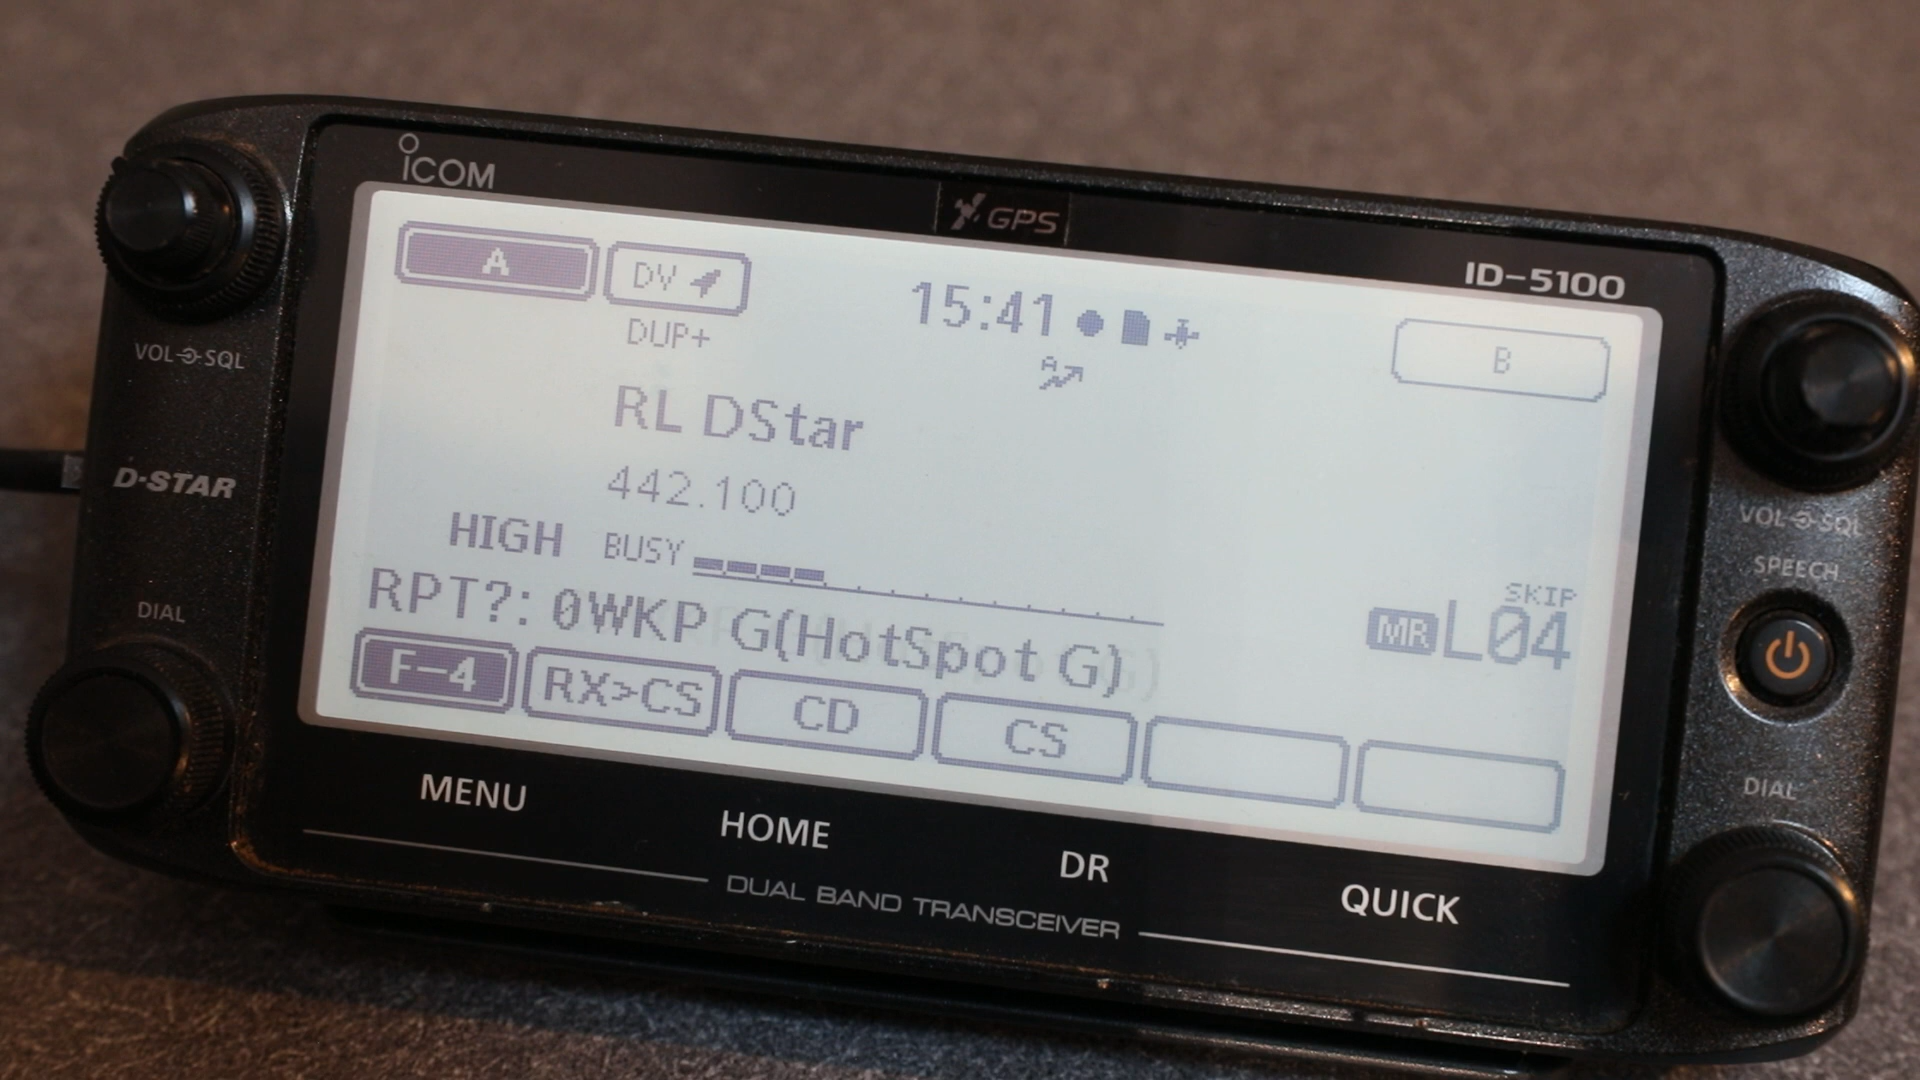 ICOM
GPS
ID-5100
A
DV
DUP+
15:41
B
VOL SQL
RL DStar
442.100
D-STAR
HIGH BUSY
RPT?: 0WKP G(HotSpot G)
SKIP
MR L04
VOL SQL
SPEECH
DIAL
F-4 RX>CS CD CS
DIAL
MENU HOME DR QUICK
DUAL BAND TRANSCEIVER